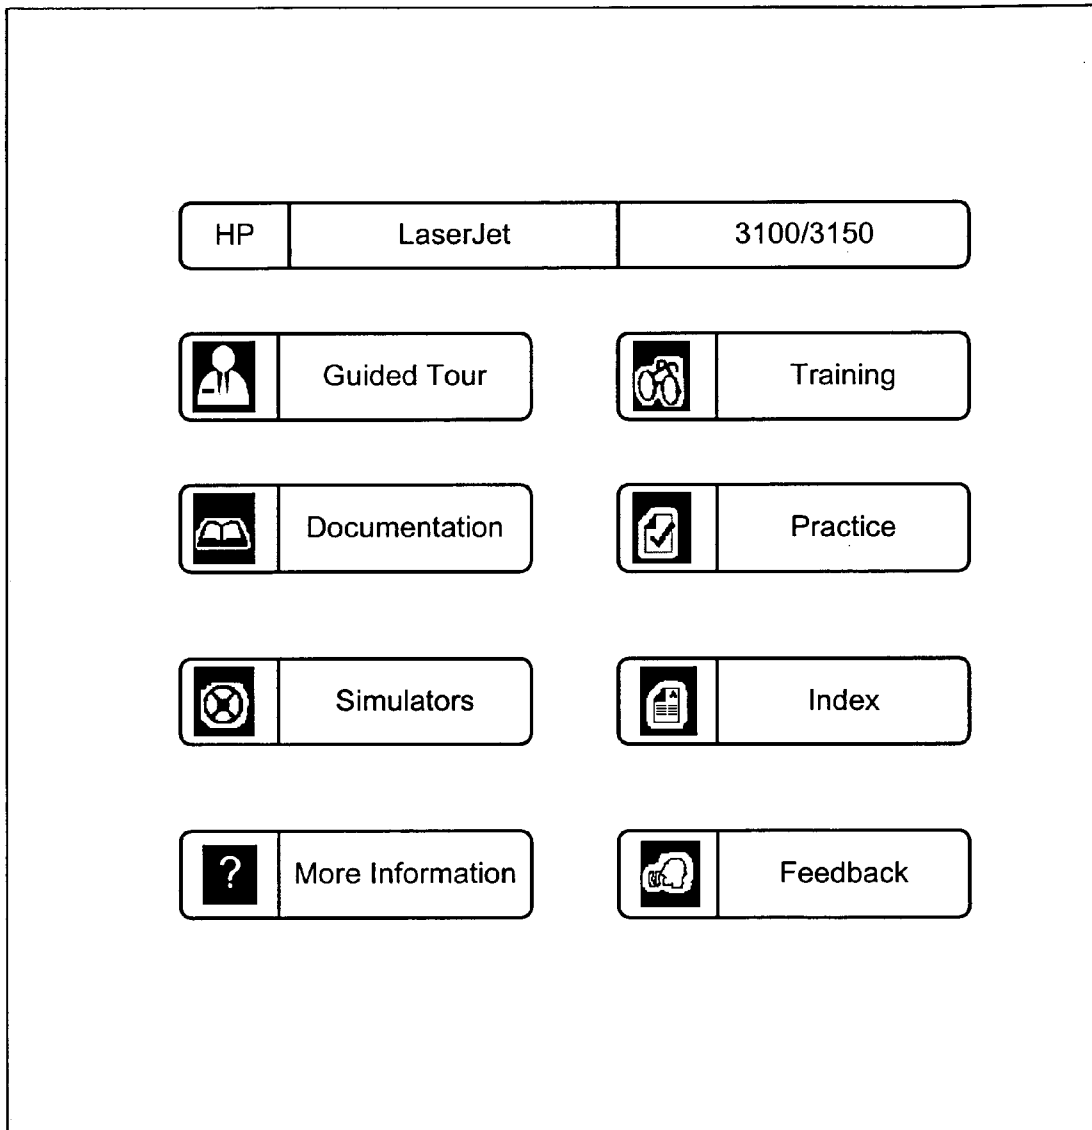 HP LaserJet 3100/3150
Guided Tour Training
Documentation Practice
Simulators Index
? More Information Feedback